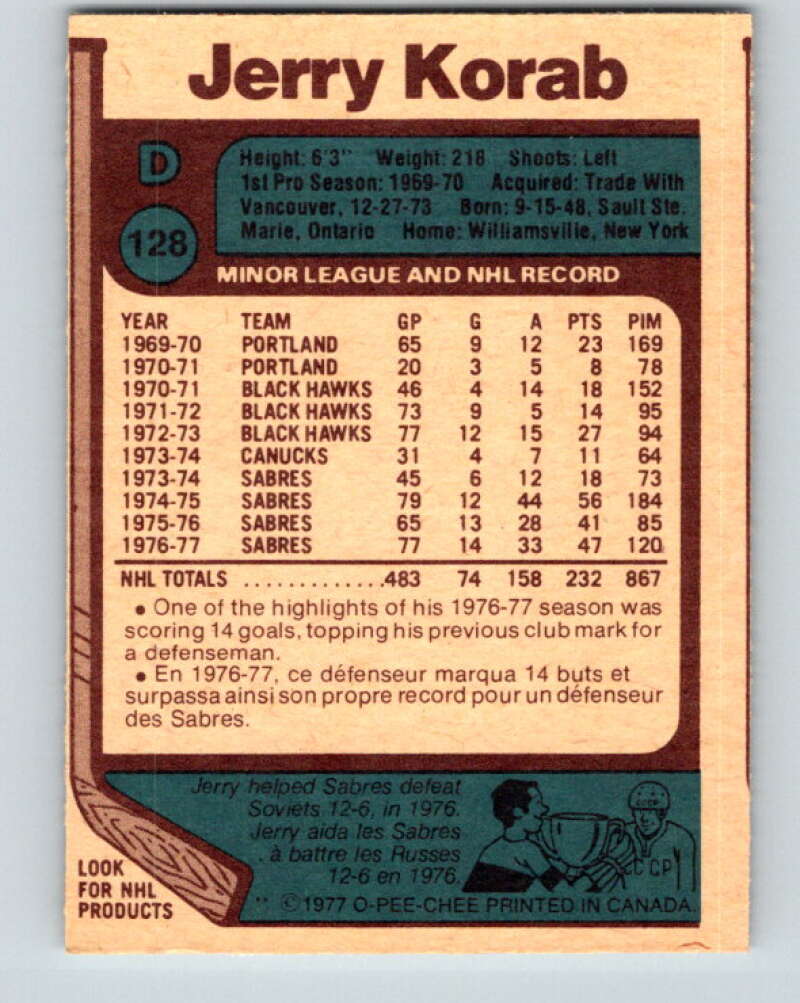 Jerry Korab
D
Height: 6'3" Weight: 218 Shoots: Left
1st Pro Season: 1969-70 Acquired: Trade With
Vancouver, 12-27-73 Born: 9-15-48, Sault Ste.
Marie, Ontario Home: Williamsville, New York
128
MINOR LEAGUE AND NHL RECORD
YEAR TEAM GP G A PTS PIM
1969-70 PORTLAND 65 9 12 23 169
1970-71 PORTLAND 20 3 5 8 78
1970-71 BLACK HAWKS 46 4 14 18 152
1971-72 BLACK HAWKS 73 9 5 14 95
1972-73 BLACK HAWKS 77 12 15 27 94
1973-74 CANUCKS 31 4 7 11 64
1973-74 SABRES 45 6 12 18 73
1974-75 SABRES 79 12 44 56 184
1975-76 SABRES 65 13 28 41 85
1976-77 SABRES 77 14 33 47 120
NHL TOTALS ..............483 74 158 232 867
• One of the highlights of his 1976-77 season was
scoring 14 goals, topping his previous club mark for
a defenseman.
• En 1976-77, ce défenseur marqua 14 buts et
surpassa ainsi son propre record pour un défenseur
des Sabres.
Jerry helped Sabres defeat
Soviets 12-6, in 1976.
Jerry aida les Sabres
à battre les Russes
12-6 en 1976.
CCCP
CCP
LOOK
FOR NHL
PRODUCTS
** ©1977 O-PEE-CHEE PRINTED IN CANADA.